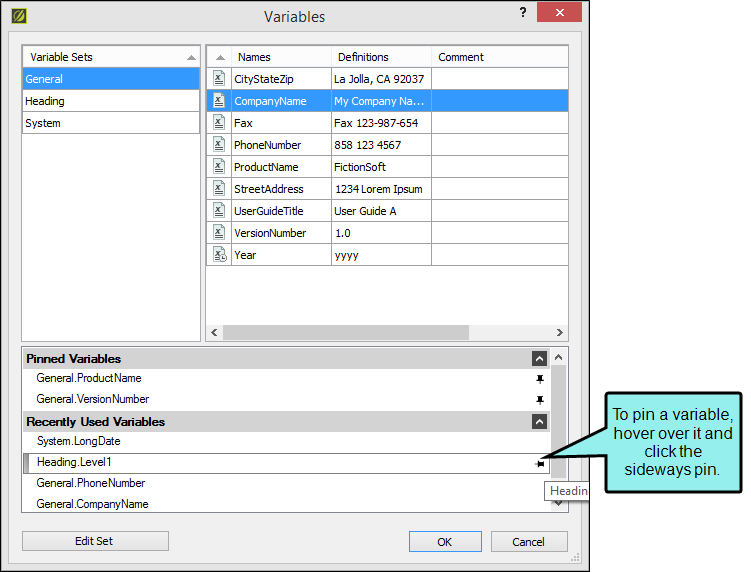 Variables
?
Variable Sets
General
Heading
System
Names Definitions Comment
CityStateZip La Jolla, CA 92037
CompanyName My Company Na...
Fax Fax 123-987-654
PhoneNumber 858 123 4567
ProductName FictionSoft
StreetAddress 1234 Lorem Ipsum
UserGuideTitle User Guide A
VersionNumber 1.0
Year yyyy
Pinned Variables
General.ProductName
General.VersionNumber
Recently Used Variables
System.LongDate
Heading.Level1
General.PhoneNumber
General.CompanyName
Headin
To pin a variable,
hover over it and
click the
sideways pin.
Edit Set
OK
Cancel